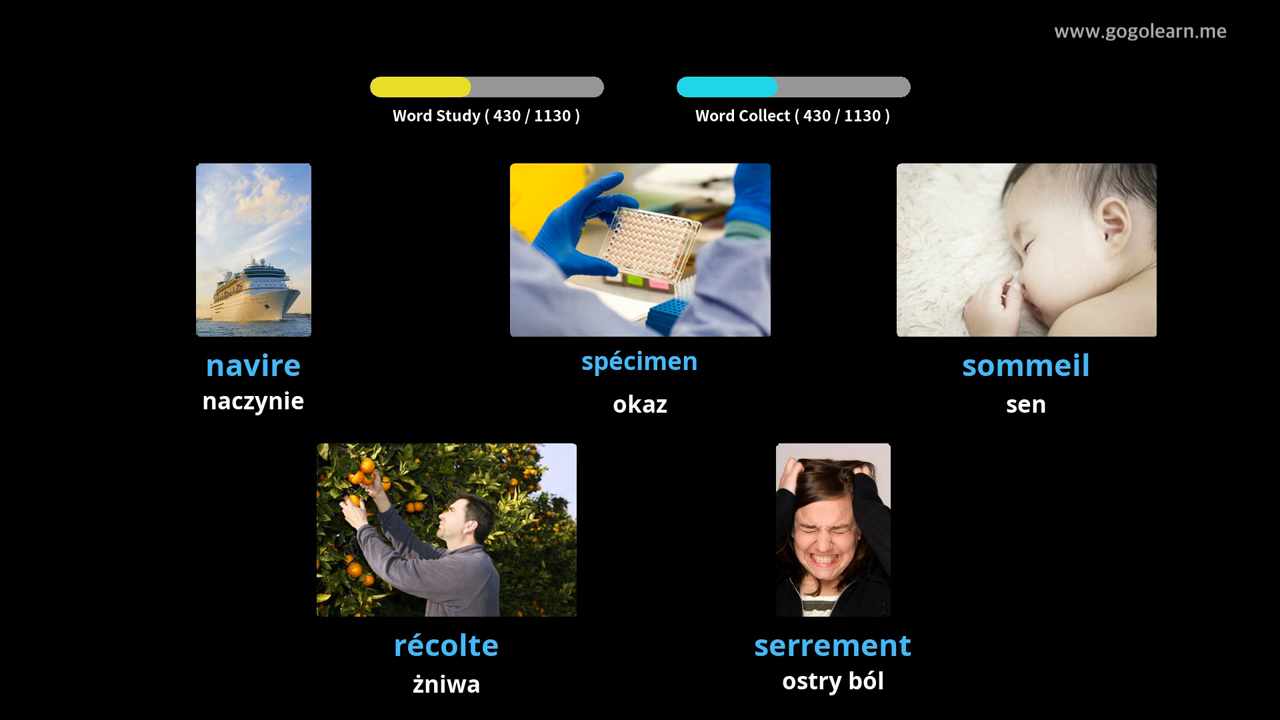 www.gogolearn.me
Word Study ( 430 / 1130 )
Word Collect ( 430 / 1130 )
navire
naczynie
spécimen
okaz
sommeil
sen
récolte
żniwa
serrement
ostry ból